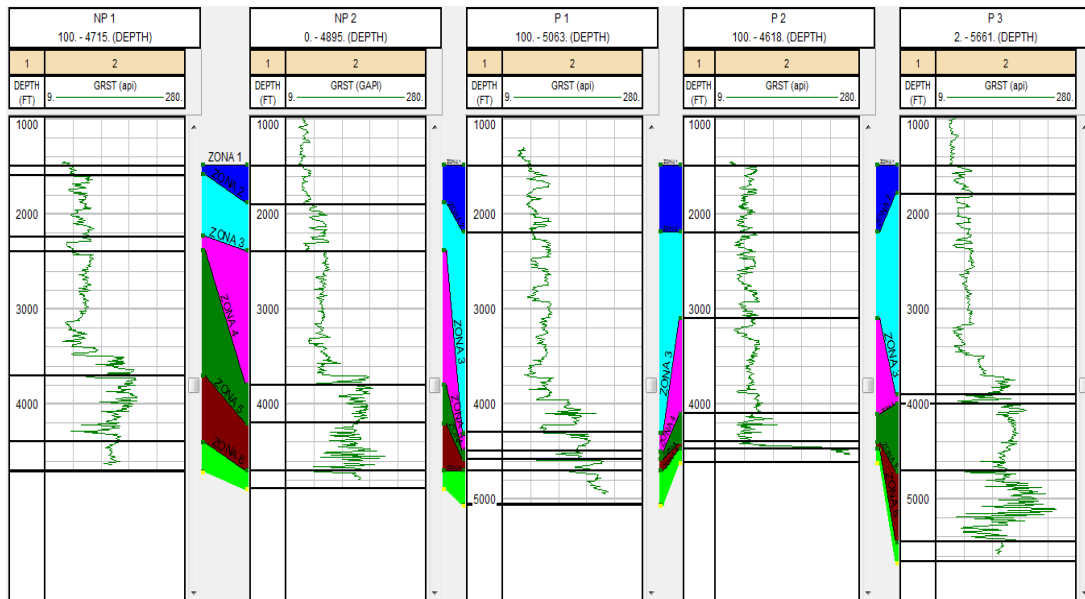 NP 1
100. - 4715. (DEPTH)
1
2
DEPTH
(FT)
GRST (api)
9.
280.
1000
2000
3000
4000
ZONA 1
ZONA 2
ZONA 3
ZONA 4
ZONA 5
NP 2
0. - 4895. (DEPTH)
1
2
DEPTH
(FT)
GRST (GAPI)
9.
280.
1000
2000
3000
4000
ZONA 3
P 1
100. - 5063. (DEPTH)
1
2
DEPTH
(FT)
GRST (api)
9.
280.
1000
2000
3000
4000
5000
ZONA 3
P 2
100. - 4618. (DEPTH)
1
2
DEPTH
(FT)
GRST (api)
9.
280.
1000
2000
3000
4000
ZONA 3
P 3
2. - 5661. (DEPTH)
1
2
DEPTH
(FT)
GRST (api)
9.
280.
1000
2000
3000
4000
5000